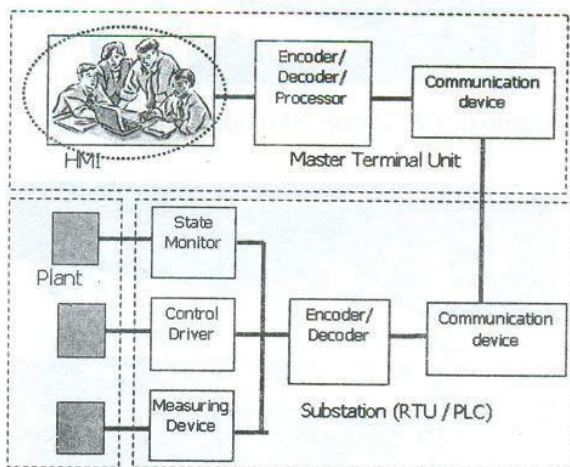 Encoder/
Decoder/
Processor
Communication
device
HMI
Master Terminal Unit
State
Monitor
Plant
Control
Driver
Encoder/
Decoder
Communication
device
Measuring
Device
Substation (RTU / PLC)